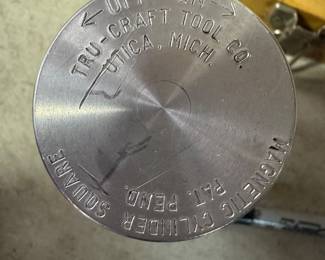 TRU-CRAFT TOOL CO.
UTICA, MICH.
MAGNETIC CYLINDER SQUARE
PAT. PEND.